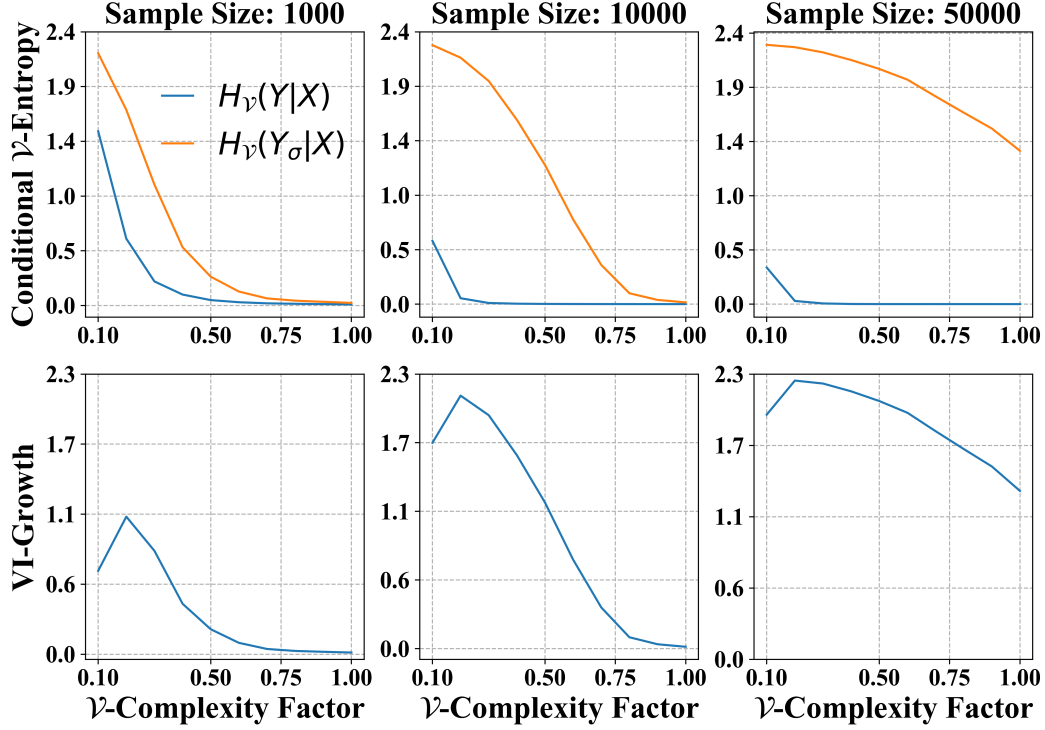 Sample Size: 1000
Sample Size: 10000
Sample Size: 50000
Conditional 𝒱-Entropy
2.4
1.9
1.4
1.0
0.5
0.0
H𝒱(Y|X)
H𝒱(Yσ|X)
0.10 0.50 0.75 1.00
2.4
1.9
1.4
1.0
0.5
0.0
0.10 0.50 0.75 1.00
2.4
1.9
1.4
1.0
0.5
0.0
0.10 0.50 0.75 1.00
VI-Growth
2.3
1.7
1.1
0.6
0.0
0.10 0.50 0.75 1.00
𝒱-Complexity Factor
2.3
1.7
1.1
0.6
0.0
0.10 0.50 0.75 1.00
𝒱-Complexity Factor
2.3
1.7
1.1
0.6
0.0
0.10 0.50 0.75 1.00
𝒱-Complexity Factor